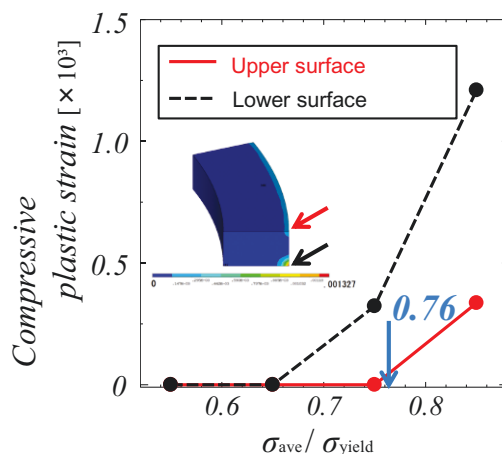 1.5
Upper surface
Lower surface
1.0
0.5
0
0 .001327
0.76
0.6 0.7 0.8
Compressive
plastic strain [×10³]
σave / σyield